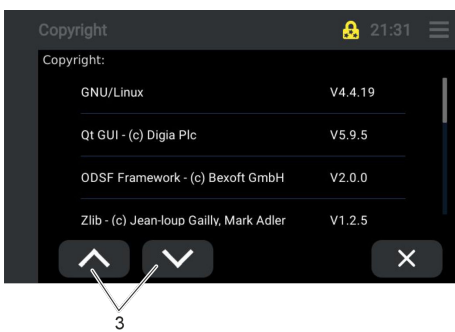 Copyright
21:31
Copyright:
GNU/Linux V4.4.19
Qt GUI - (c) Digia Plc V5.9.5
ODSF Framework - (c) Bexoft GmbH V2.0.0
Zlib - (c) Jean-loup Gailly, Mark Adler V1.2.5
3